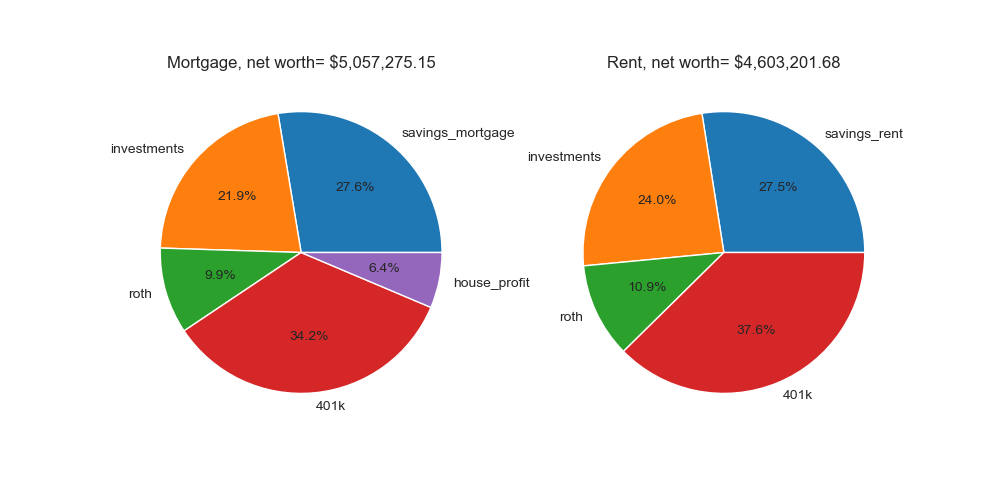 Mortgage, net worth= $5,057,275.15
savings_mortgage
investments
27.6%
21.9%
9.9%
6.4%
house_profit
roth
34.2%
401k
Rent, net worth= $4,603,201.68
savings_rent
investments
27.5%
24.0%
10.9%
roth
37.6%
401k